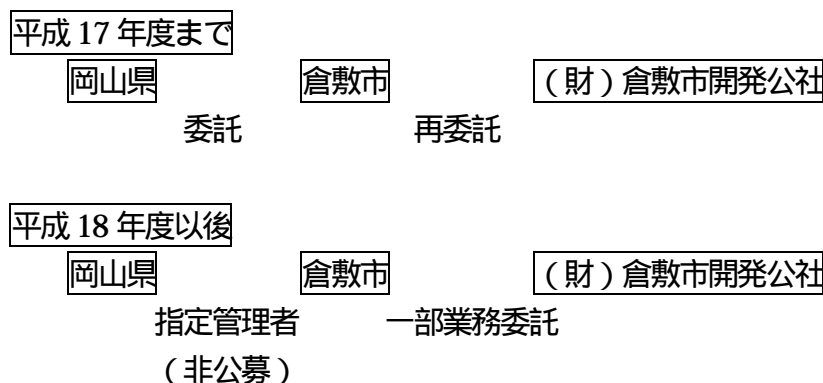 平成 17 年度まで
岡山県 倉敷市 (財)倉敷市開発公社
委託 再委託
平成 18 年度以後
岡山県 倉敷市 (財)倉敷市開発公社
指定管理者 一部業務委託
(非公募)